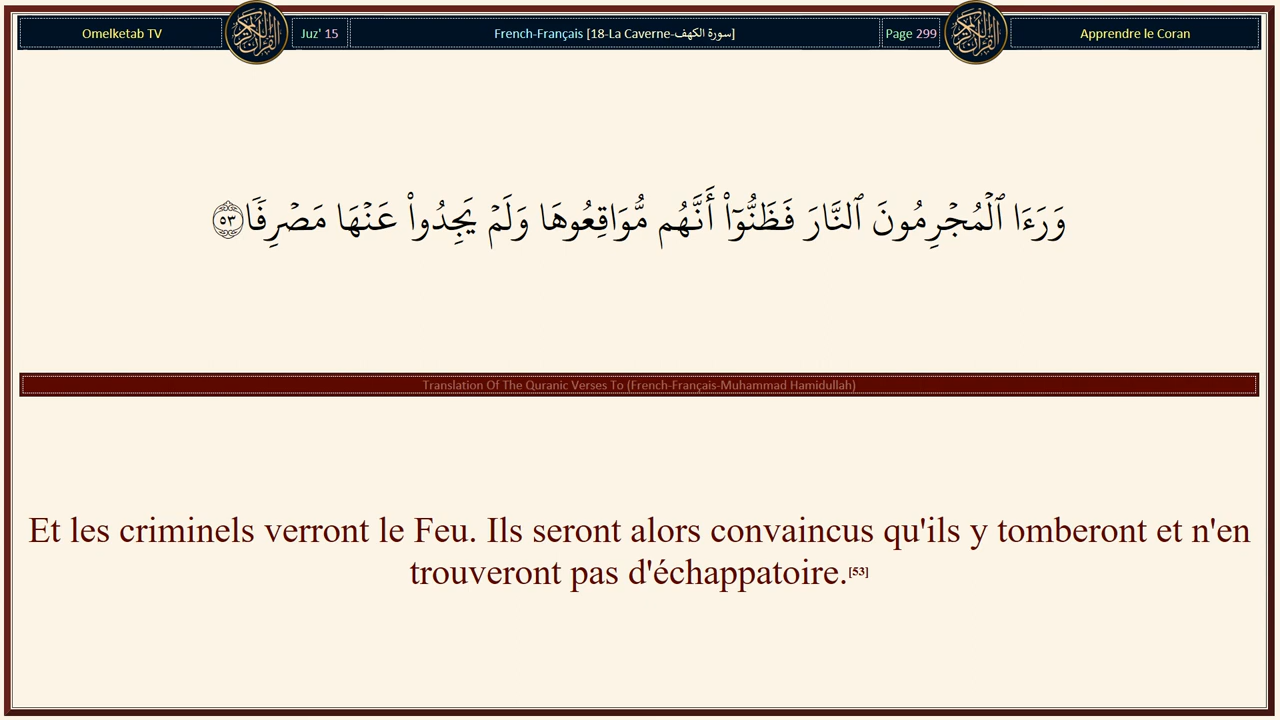 Omelketab TV
Juz' 15
French-Français [18-La Caverne-سورة الكهف]
Page 299
Apprendre le Coran
وَرَءَا ٱلْمُجْرِمُونَ ٱلنَّارَ فَظَنُّوٓا۟ أَنَّهُم مُّوَاقِعُوهَا وَلَمْ يَجِدُوا۟ عَنْهَا مَصْرِفًا ٥٣
Translation Of The Quranic Verses To (French-Français-Muhammad Hamidullah)
Et les criminels verront le Feu. Ils seront alors convaincus qu'ils y tomberont et n'en
trouveront pas d'échappatoire.[53]